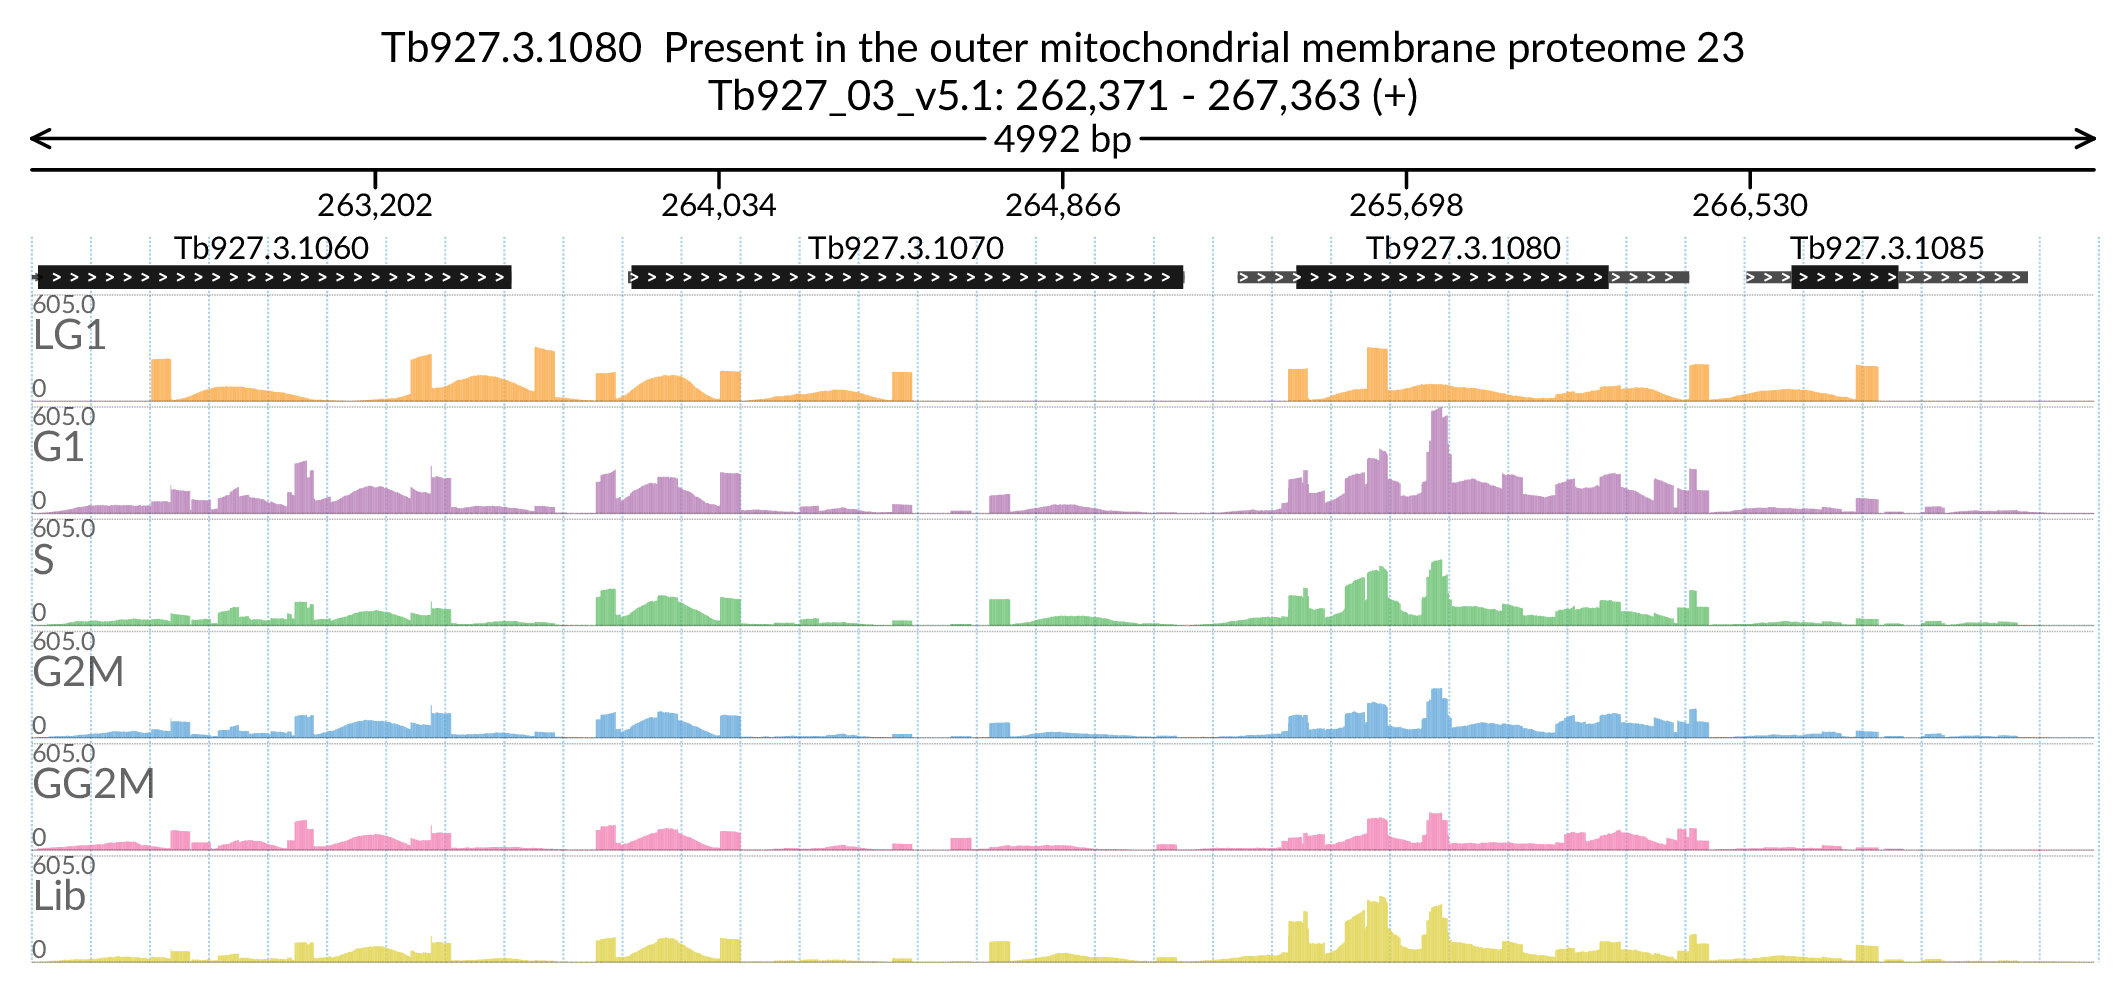 Tb927.3.1080  Present in the outer mitochondrial membrane proteome 23
Tb927_03_v5.1: 262,371 - 267,363 (+)
4992 bp
263,202 264,034 264,866 265,698 266,530
Tb927.3.1060 Tb927.3.1070 Tb927.3.1080 Tb927.3.1085
605.0
LG1
0
605.0
G1
0
605.0
S
0
605.0
G2M
0
605.0
GG2M
0
605.0
Lib
0